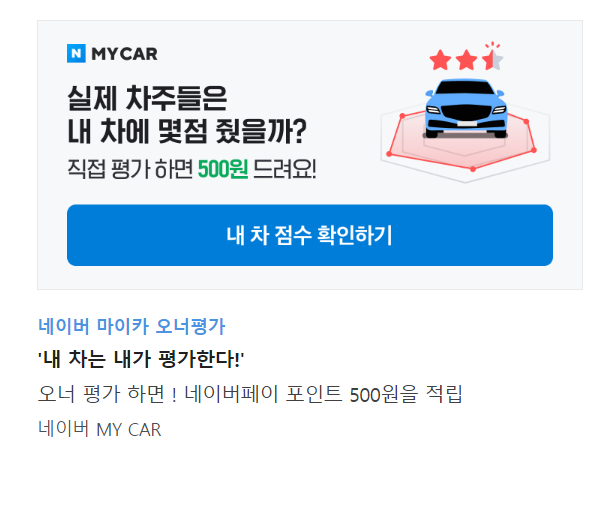 N MY CAR
실제 차주들은
내 차에 몇점 줬을까?
직접 평가 하면 500원 드려요!
내 차 점수 확인하기
네이버 마이카 오너평가
'내 차는 내가 평가한다!'
오너 평가 하면 ! 네이버페이 포인트 500원을 적립
네이버 MY CAR